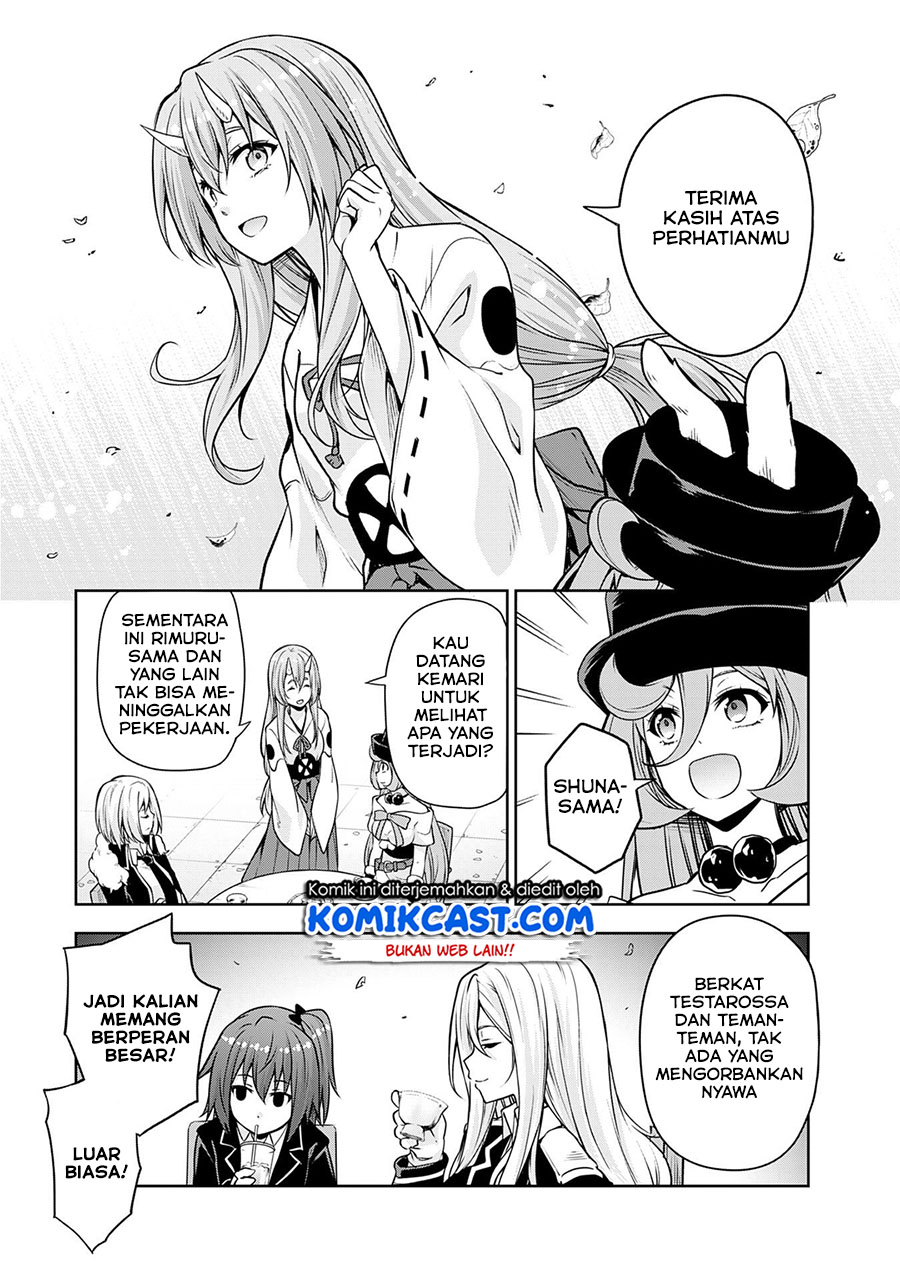 TERIMA
KASIH ATAS
PERHATIANMU
SHUNA-
SAMA!
KAU
DATANG
KEMARI
UNTUK
MELIHAT
APA YANG
TERJADI?
SEMENTARA
INI RIMURU-
SAMA DAN
YANG LAIN
TAK BISA ME-
NINGGALKAN
PEKERJAAN.
Komik ini diterjemahkan & diedit oleh
KOMIKCAST.COM
BUKAN WEB LAIN!!
BERKAT
TESTAROSSA
DAN TEMAN-
TEMAN, TAK
ADA YANG
MENGORBANKAN
NYAWA
JADI KALIAN
MEMANG
BERPERAN
BESAR!
LUAR
BIASA!